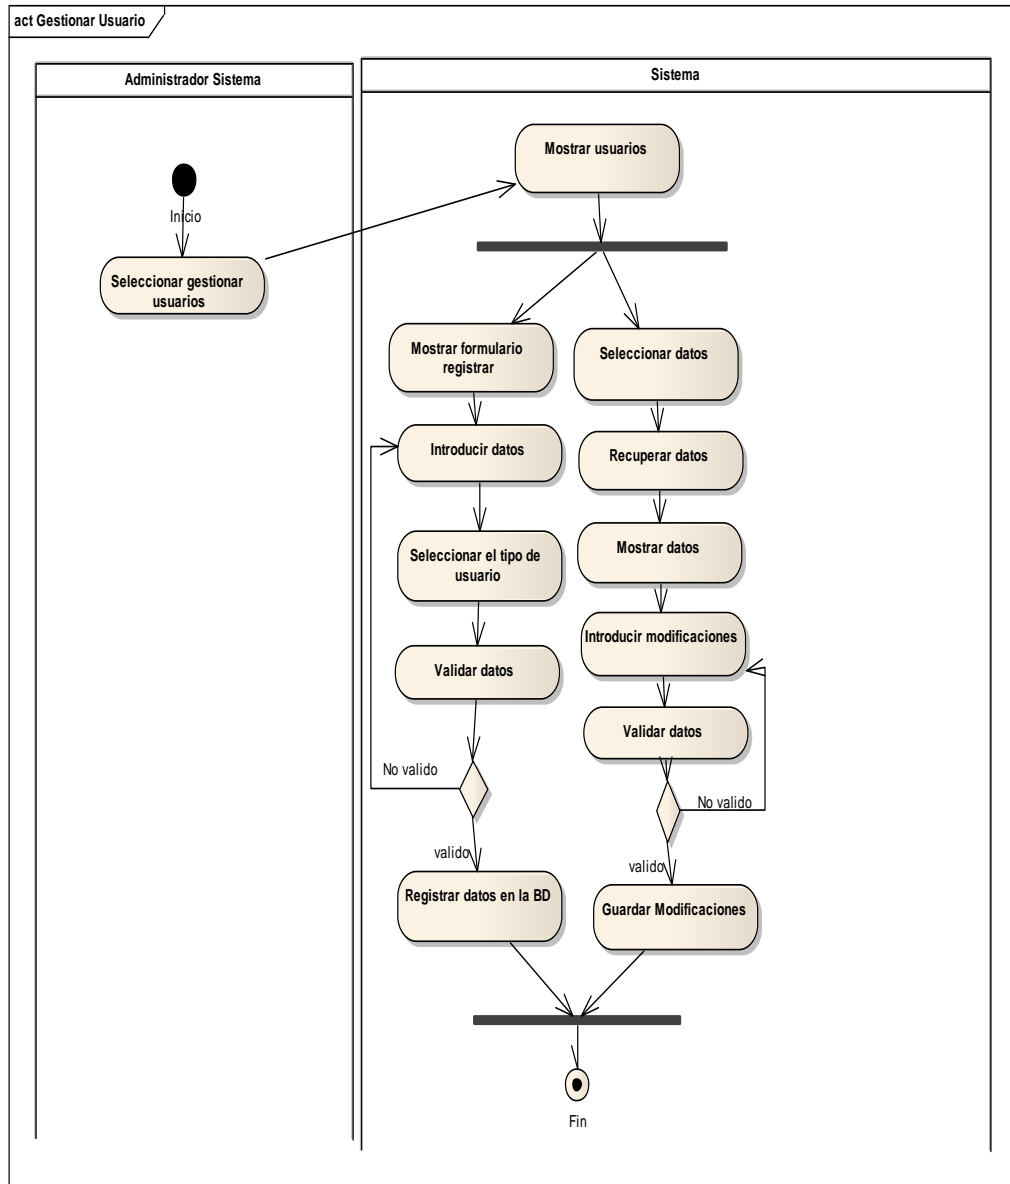 act Gestionar Usuario
Administrador Sistema
Sistema
Mostrar usuarios
Inicio
Seleccionar gestionar
usuarios
Mostrar formulario
registrar
Seleccionar datos
Introducir datos
Recuperar datos
Seleccionar el tipo de
usuario
Mostrar datos
Introducir modificaciones
Validar datos
Validar datos
No valido
No valido
valido
valido
Registrar datos en la BD
Guardar Modificaciones
Fin